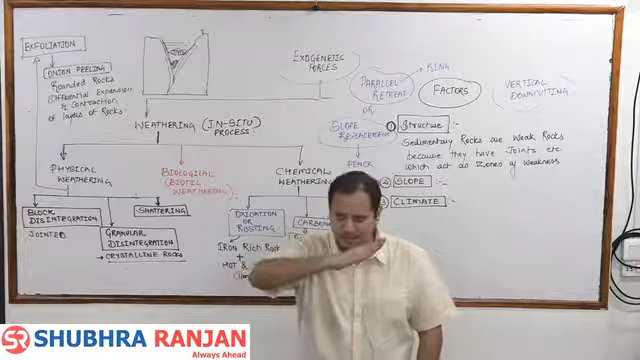 EXFOLIATION
ONION PEELING
Rounded Rocks
Differential Expansion
& Contraction
of layers of Rocks
EXOGENETIC
FORCES
PARALLEL
RETREAT
KING
or
SLOPE REPLACEMENT
PENCK
FACTORS
VERTICAL
DOWNCUTTING
① Structure :-
Sedimentary Rocks are Weak Rocks
because they have Joints etc
Which act as Zones of Weakness
② SLOPE :-
CLIMATE :-
WEATHERING (IN-SITU PROCESS)
PHYSICAL
WEATHERING
BIOLOGICAL
(BIOTIC
WEATHERING)
CHEMICAL
WEATHERING
BLOCK DISINTEGRATION
JOINTED
SHATTERING
GRANULAR
DISINTEGRATION
CRYSTALLINE ROCKS
OXIDATION
OR
RUSTING
IRON RICH Rock
+
HOT &
SR SHUBHRA RANJAN
Always Ahead